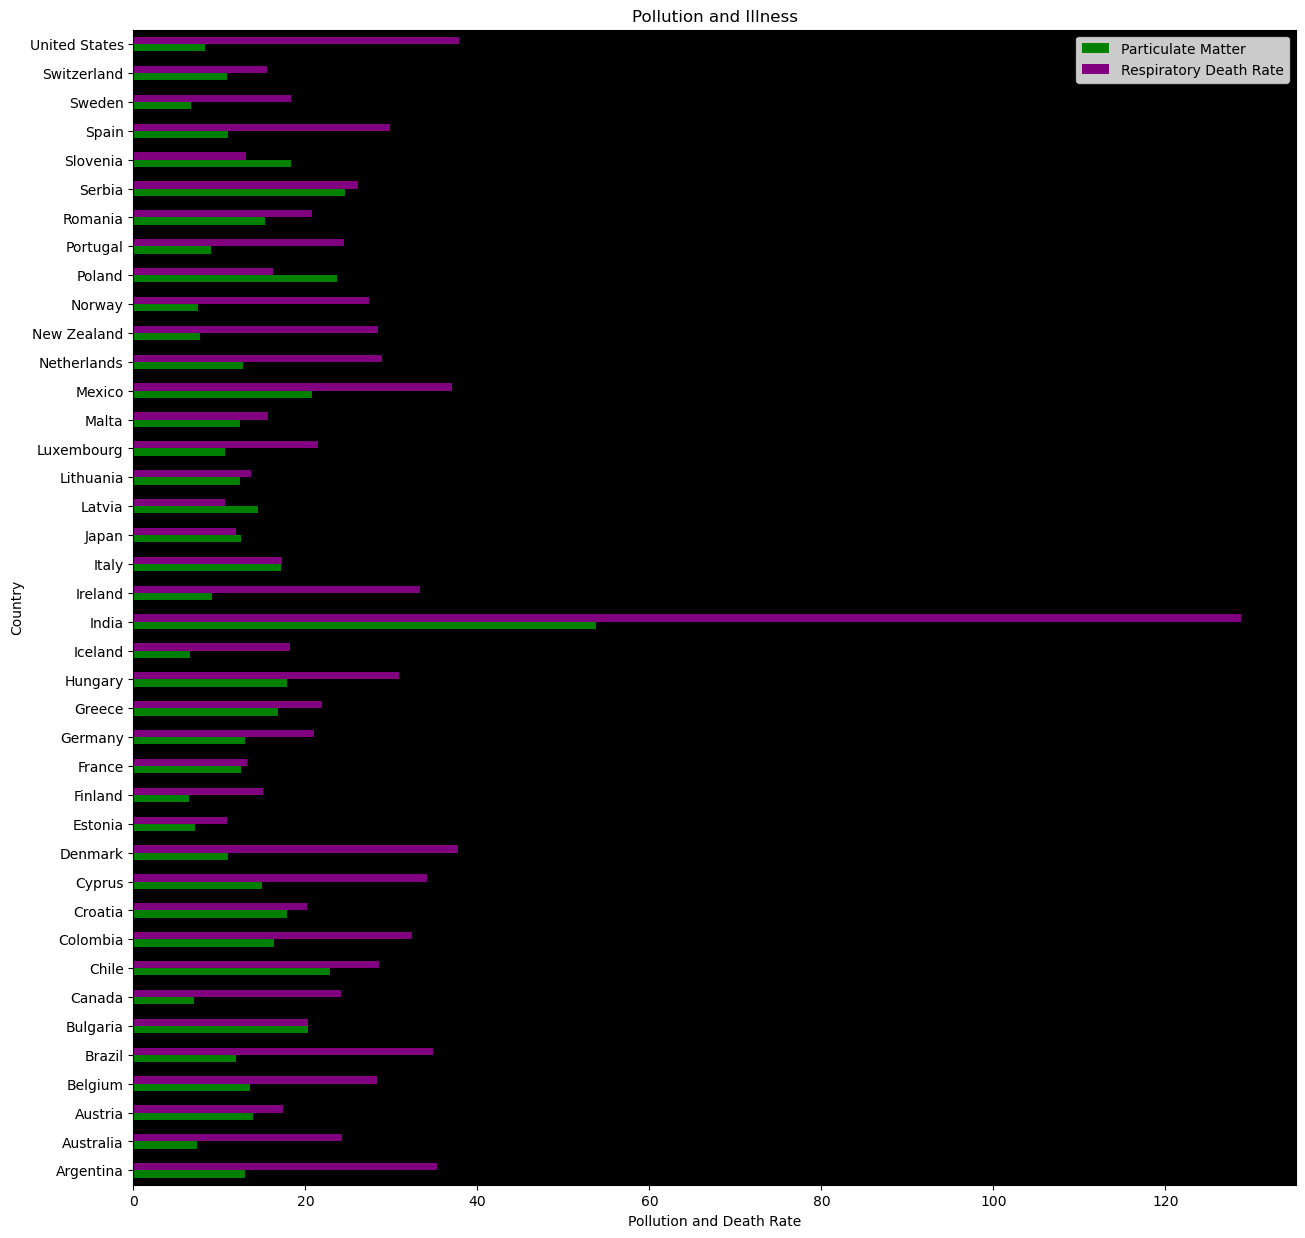 Pollution and Illness
Particulate Matter
Respiratory Death Rate
Country
United States
Switzerland
Sweden
Spain
Slovenia
Serbia
Romania
Portugal
Poland
Norway
New Zealand
Netherlands
Mexico
Malta
Luxembourg
Lithuania
Latvia
Japan
Italy
Ireland
India
Iceland
Hungary
Greece
Germany
France
Finland
Estonia
Denmark
Cyprus
Croatia
Colombia
Chile
Canada
Bulgaria
Brazil
Belgium
Austria
Australia
Argentina
0 20 40 60 80 100 120
Pollution and Death Rate